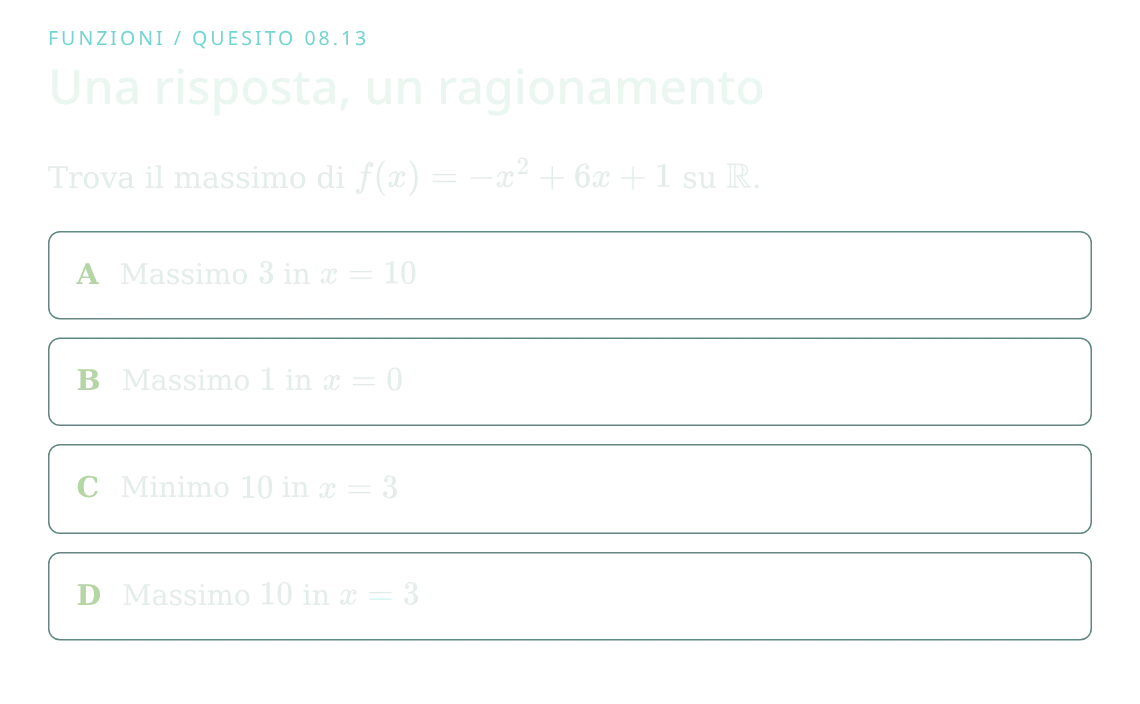 FUNZIONI / QUESITO 08.13
Una risposta, un ragionamento
Trova il massimo di f(x) = −x² + 6x + 1 su ℝ.
A Massimo 3 in x = 10
B Massimo 1 in x = 0
C Minimo 10 in x = 3
D Massimo 10 in x = 3